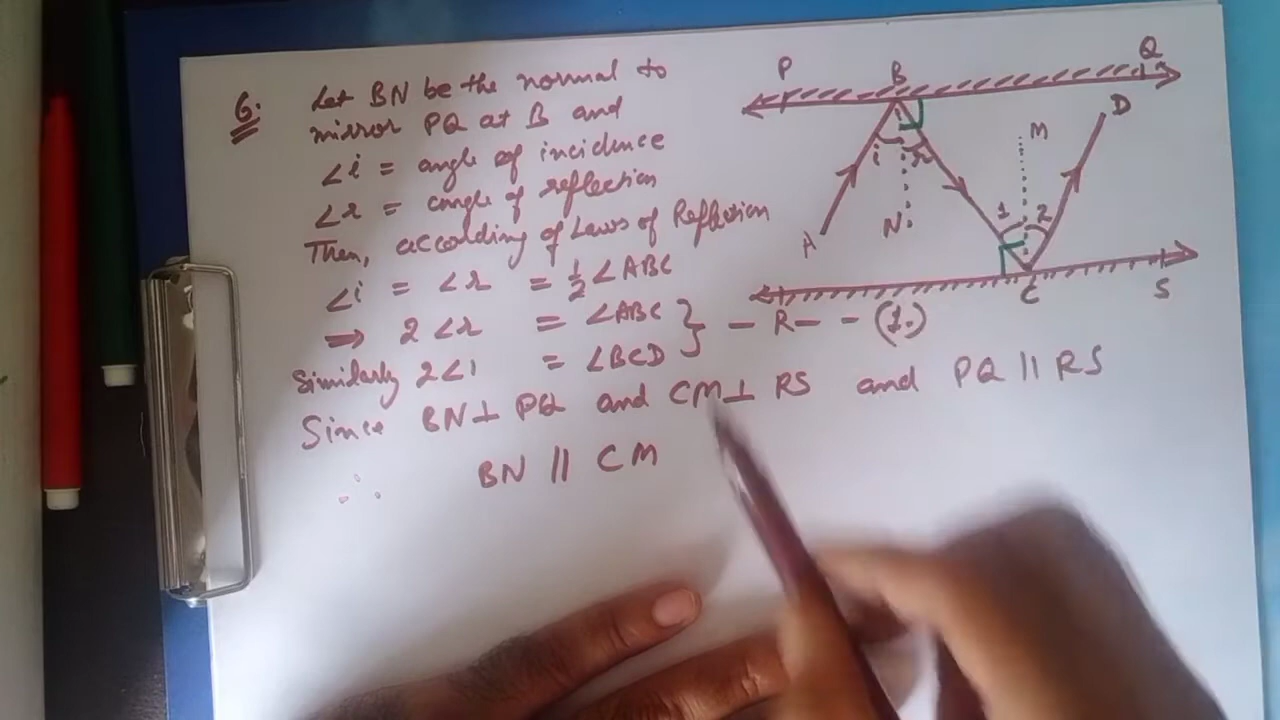 6. Let BN be the normal to
mirror PQ at B and
∠i = angle of incidence
∠r = angle of reflection
Then, according of Laws of Reflection
∠i = ∠r = 1/2 ∠ABC
⇒ 2∠r = ∠ABC
Similarly 2∠1 = ∠BCD } - - - (1.)
Since BN ⊥ PQ and CM ⊥ RS and PQ || RS
∴ BN || CM
P B Q
D
M
i r
1 2
A N
R C S